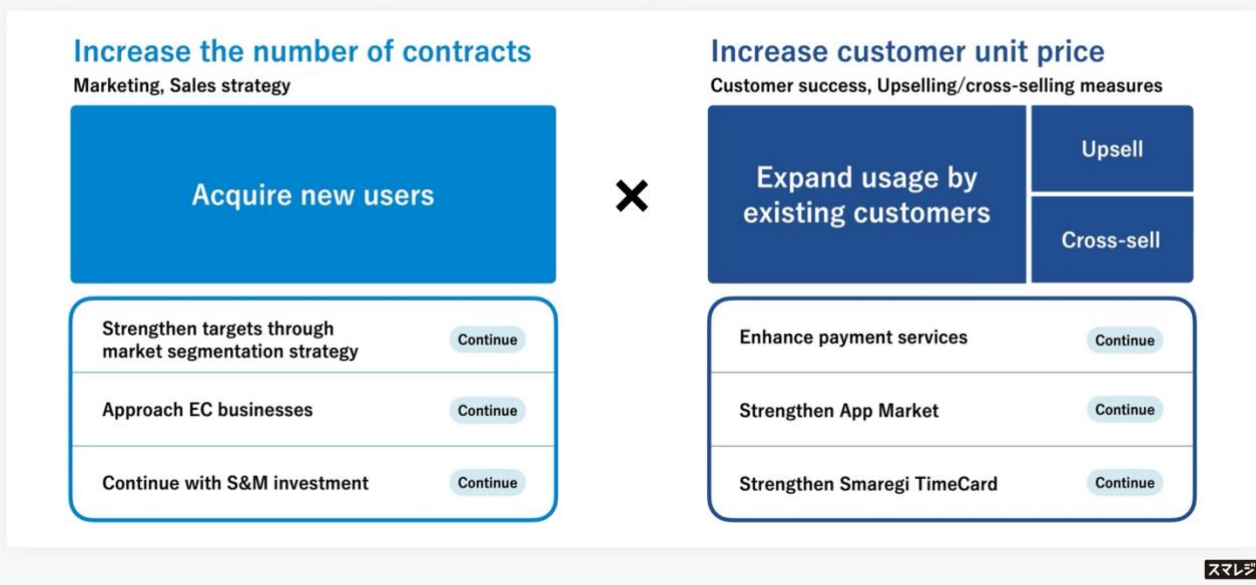 Increase the number of contracts
Marketing, Sales strategy
Acquire new users
Strengthen targets through
market segmentation strategy
Continue
Approach EC businesses
Continue
Continue with S&M investment
Continue
×
Increase customer unit price
Customer success, Upselling/cross-selling measures
Expand usage by
existing customers
Upsell
Cross-sell
Enhance payment services
Continue
Strengthen App Market
Continue
Strengthen Smaregi TimeCard
Continue
スマレジ